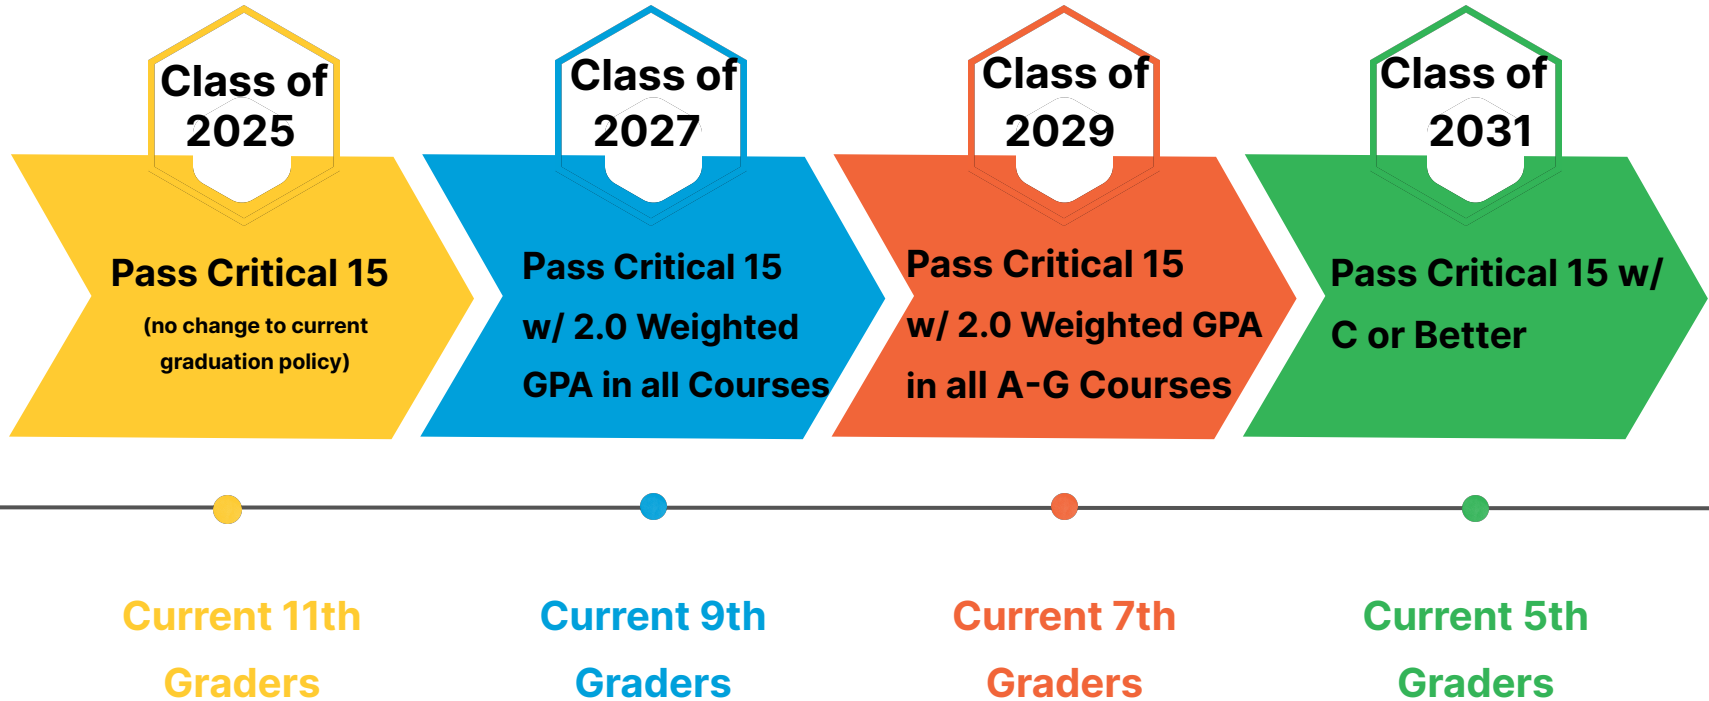 Class of
2025
Pass Critical 15
(no change to current
graduation policy)
Current 11th
Graders
Class of
2027
Pass Critical 15
w/ 2.0 Weighted
GPA in all Courses
Current 9th
Graders
Class of
2029
Pass Critical 15
w/ 2.0 Weighted GPA
in all A-G Courses
Current 7th
Graders
Class of
2031
Pass Critical 15 w/
C or Better
Current 5th
Graders